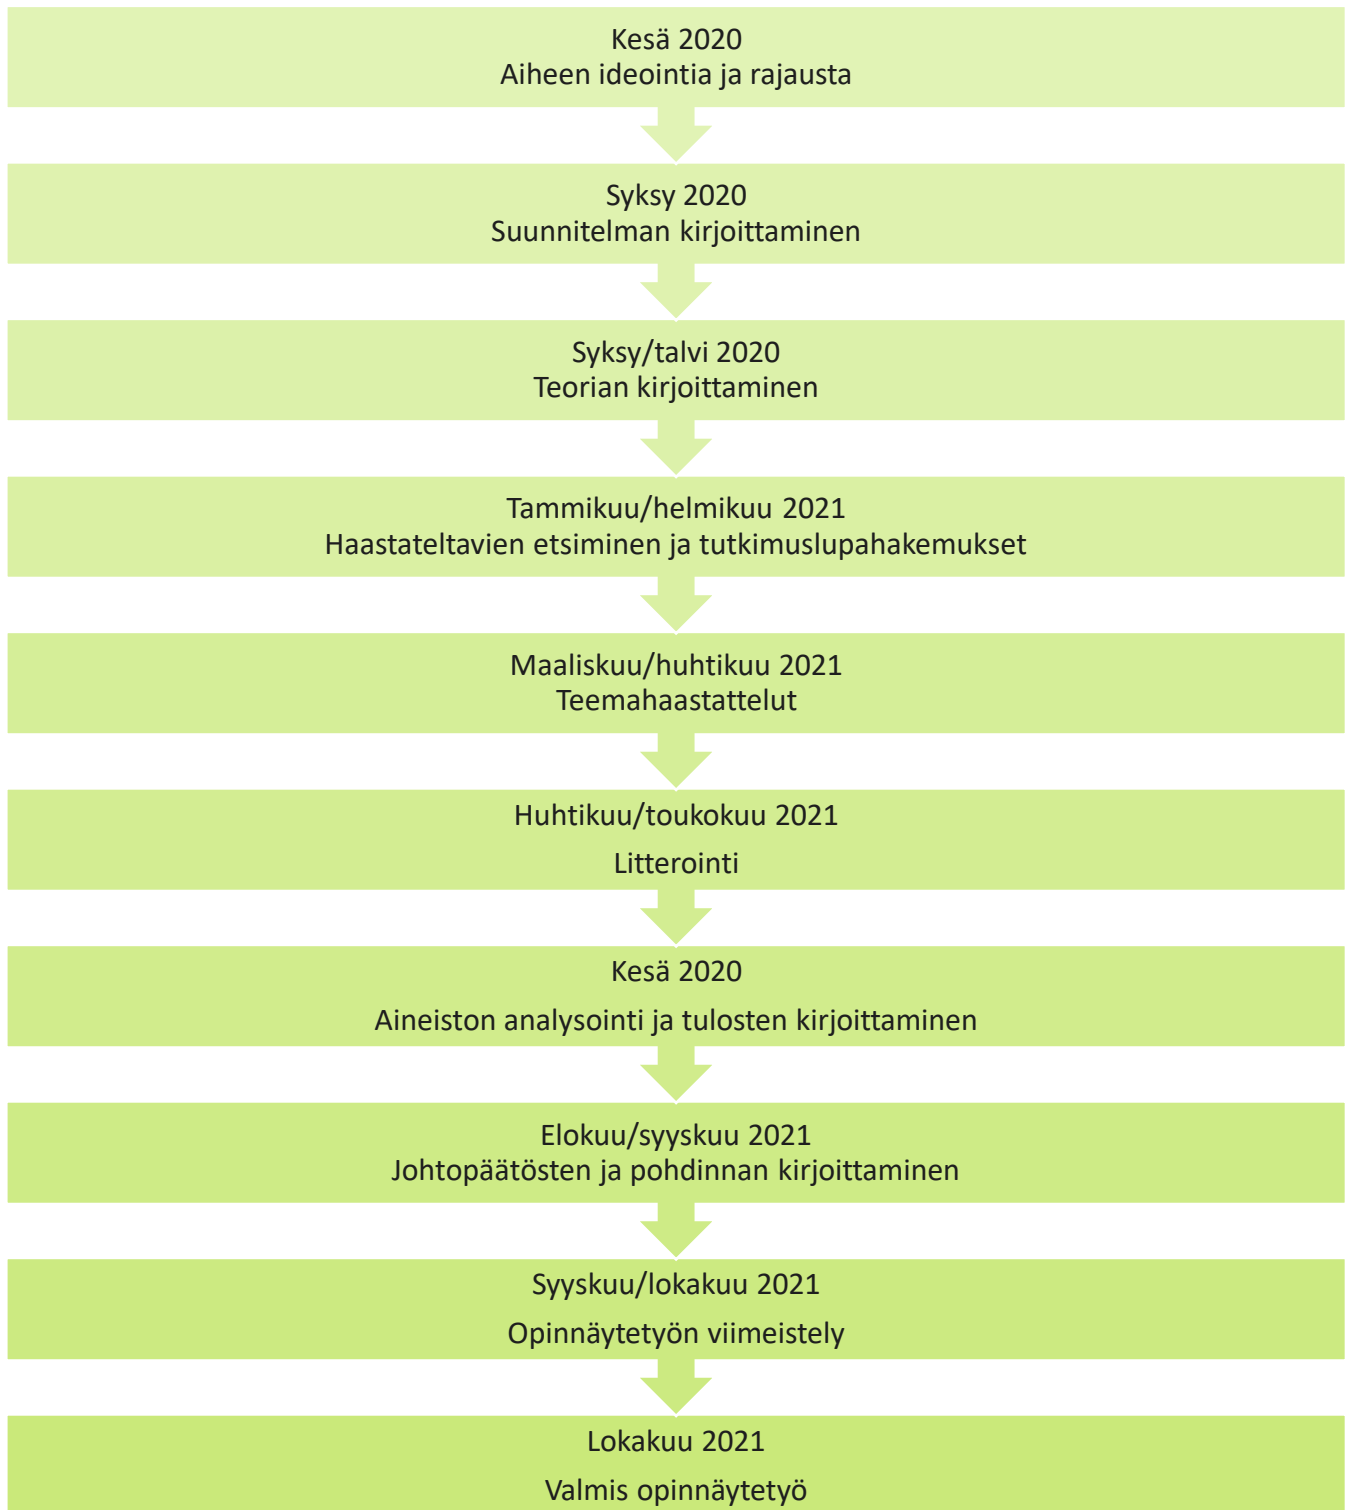 Kesä 2020
Aiheen ideointia ja rajausta
Syksy 2020
Suunnitelman kirjoittaminen
Syksy/talvi 2020
Teorian kirjoittaminen
Tammikuu/helmikuu 2021
Haastateltavien etsiminen ja tutkimuslupahakemukset
Maaliskuu/huhtikuu 2021
Teemahaastattelut
Huhtikuu/toukokuu 2021
Litterointi
Kesä 2020
Aineiston analysointi ja tulosten kirjoittaminen
Elokuu/syyskuu 2021
Johtopäätösten ja pohdinnan kirjoittaminen
Syyskuu/lokakuu 2021
Opinnäytetyön viimeistely
Lokakuu 2021
Valmis opinnäytetyö